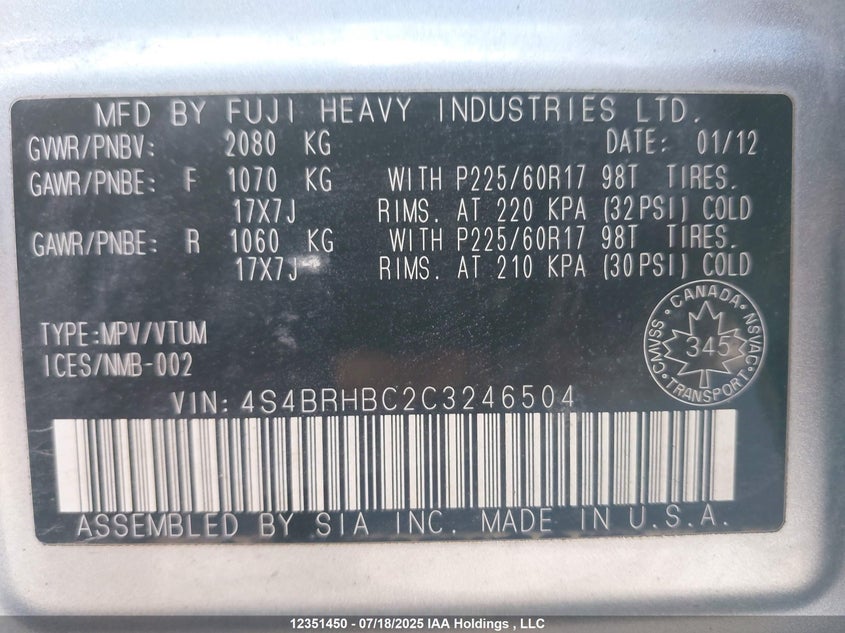 MFD BY FUJI HEAVY INDUSTRIES LTD.
GVWR/PNBV: 2080 KG DATE: 01/12
GAWR/PNBE: F 1070 KG WITH P225/60R17 98T TIRES.
17X7J RIMS. AT 220 KPA (32PSI) COLD
GAWR/PNBE: R 1060 KG WITH P225/60R17 98T TIRES.
17X7J RIMS. AT 210 KPA (30PSI) COLD
TYPE:MPV/VTUM
ICES/NMB-002
CANADA
CMVSS
345
NSVAC
TRANSPORT
VIN: 4S4BRHBC2C3246504
ASSEMBLED BY SIA INC. MADE IN U.S.A.
12351450 - 07/18/2025 IAA Holdings , LLC